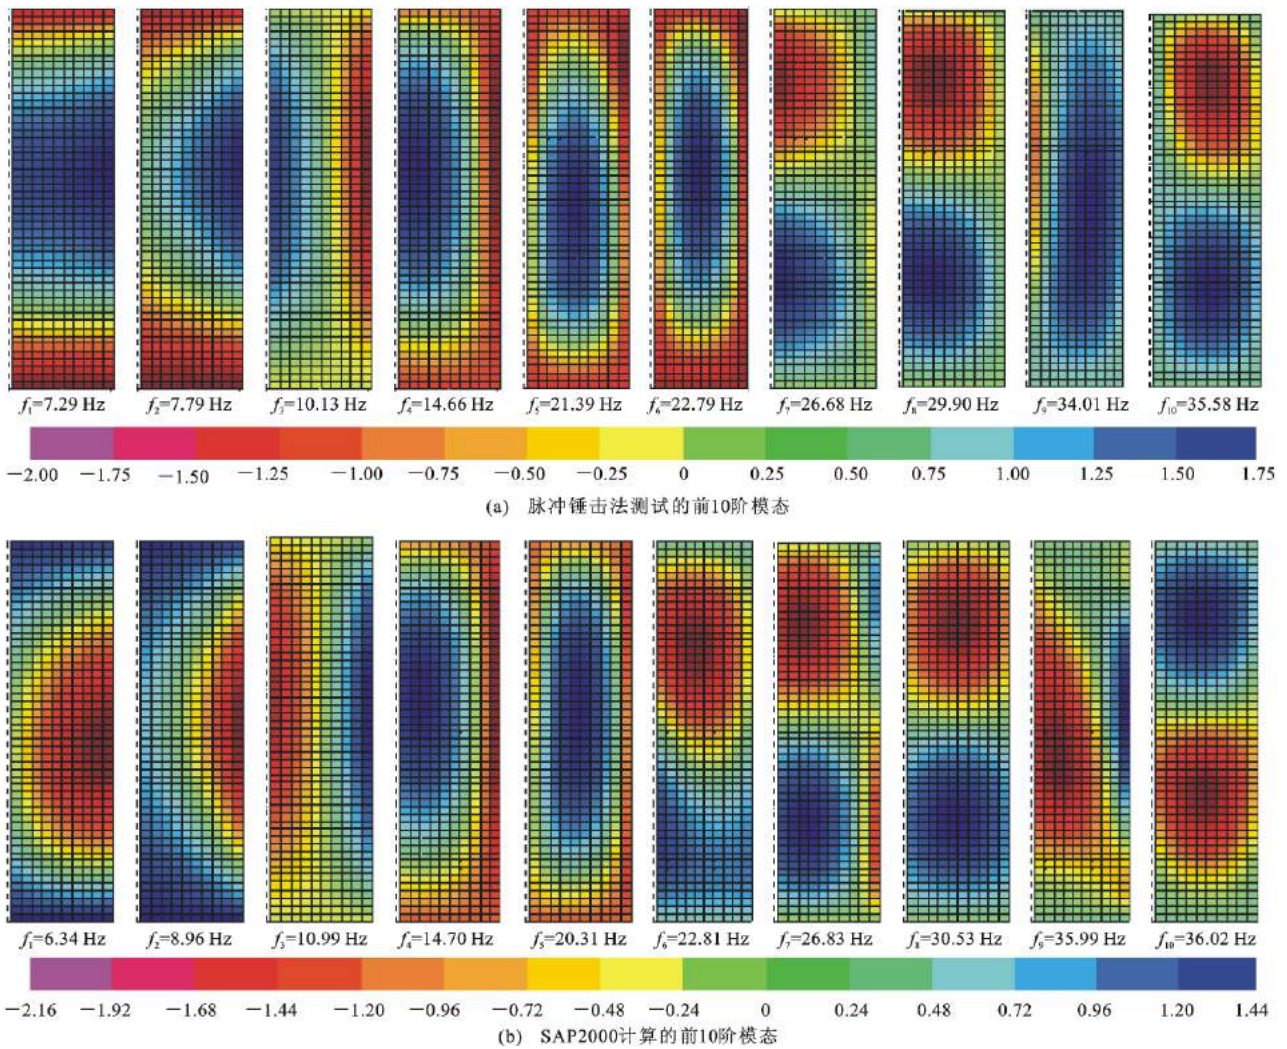 f₁=7.29 Hz f₂=7.79 Hz f₃=10.13 Hz f₄=14.66 Hz f₅=21.39 Hz f₆=22.79 Hz f₇=26.68 Hz f₈=29.90 Hz f₉=34.01 Hz f₁₀=35.58 Hz
−2.00 −1.75 −1.50 −1.25 −1.00 −0.75 −0.50 −0.25 0 0.25 0.50 0.75 1.00 1.25 1.50 1.75
(a) 脉冲锤击法测试的前10阶模态
f₁=6.34 Hz f₂=8.96 Hz f₃=10.99 Hz f₄=14.70 Hz f₅=20.31 Hz f₆=22.81 Hz f₇=26.83 Hz f₈=30.53 Hz f₉=35.99 Hz f₁₀=36.02 Hz
−2.16 −1.92 −1.68 −1.44 −1.20 −0.96 −0.72 −0.48 −0.24 0 0.24 0.48 0.72 0.96 1.20 1.44
(b) SAP2000计算的前10阶模态